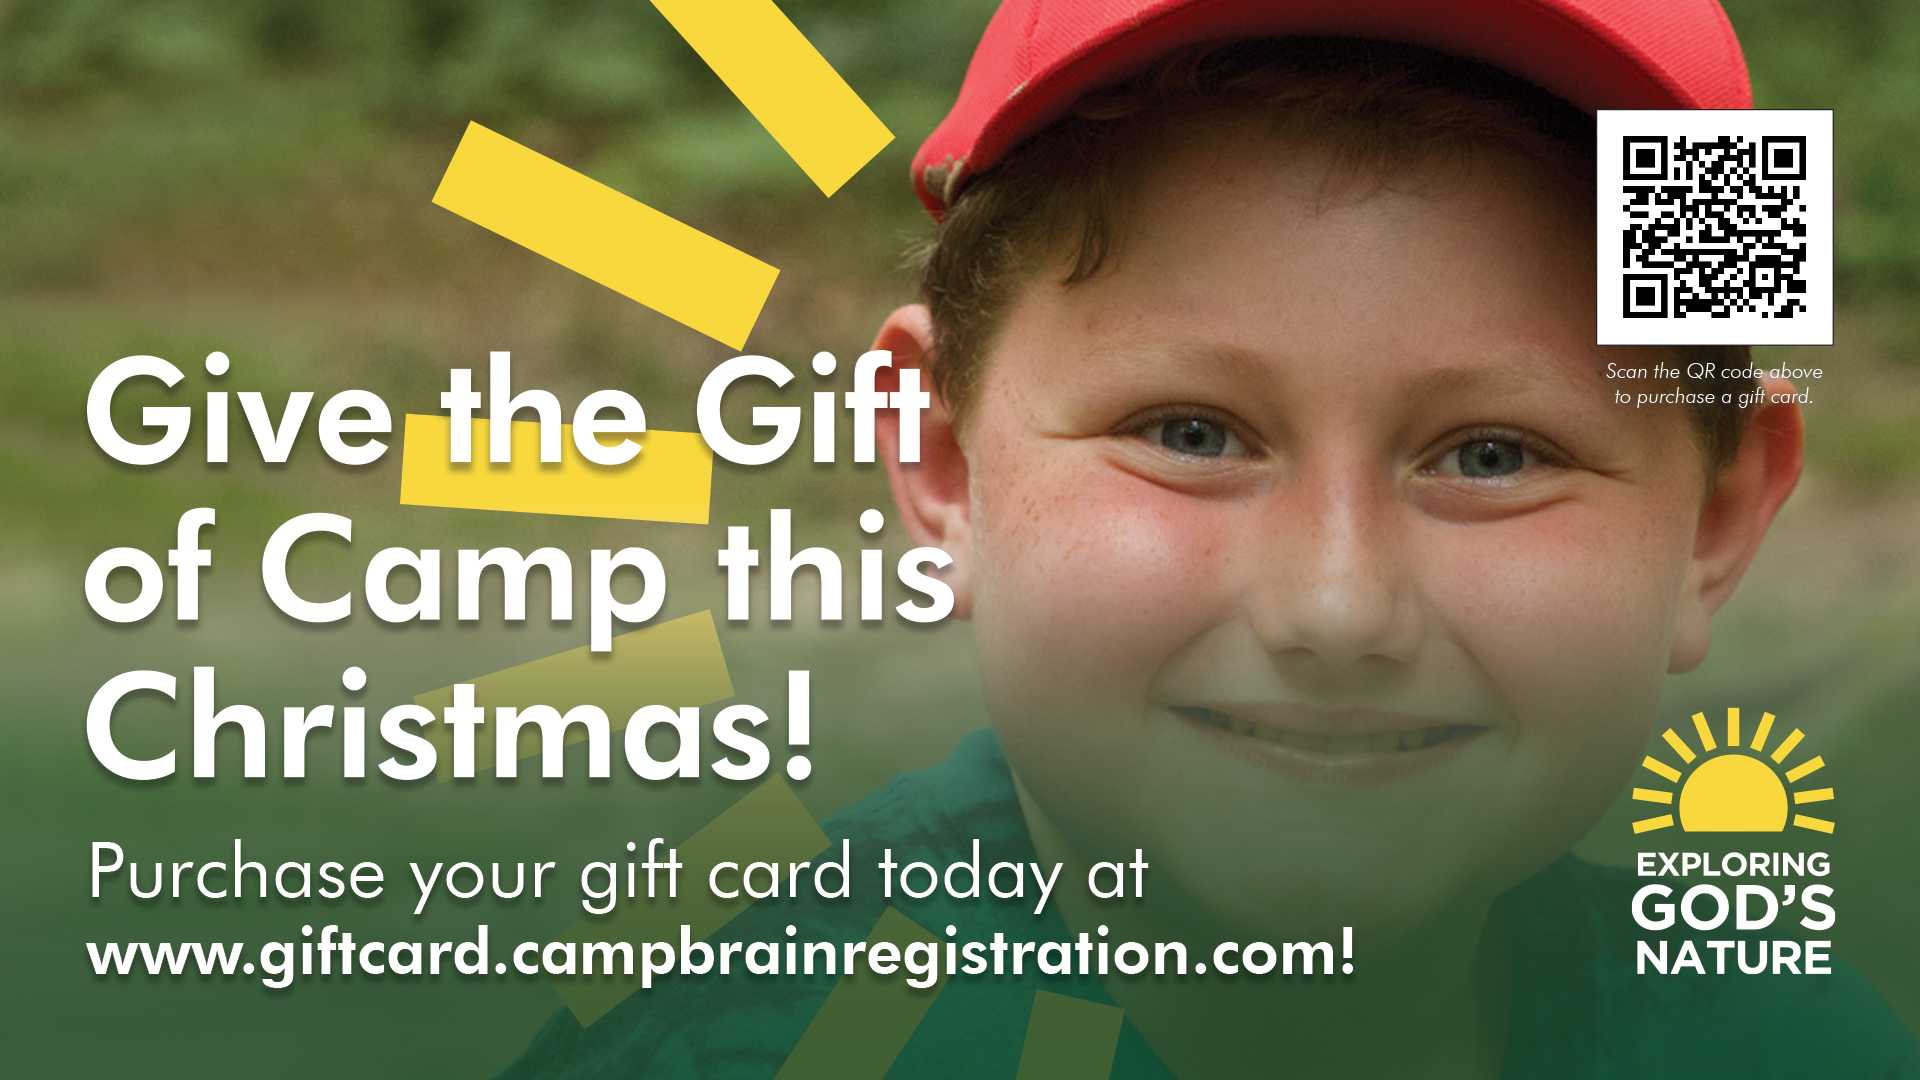 Give the Gift
of Camp this
Christmas!
Purchase your gift card today at
www.giftcard.campbrainregistration.com!
Scan the QR code above
to purchase a gift card.
EXPLORING
GOD'S
NATURE